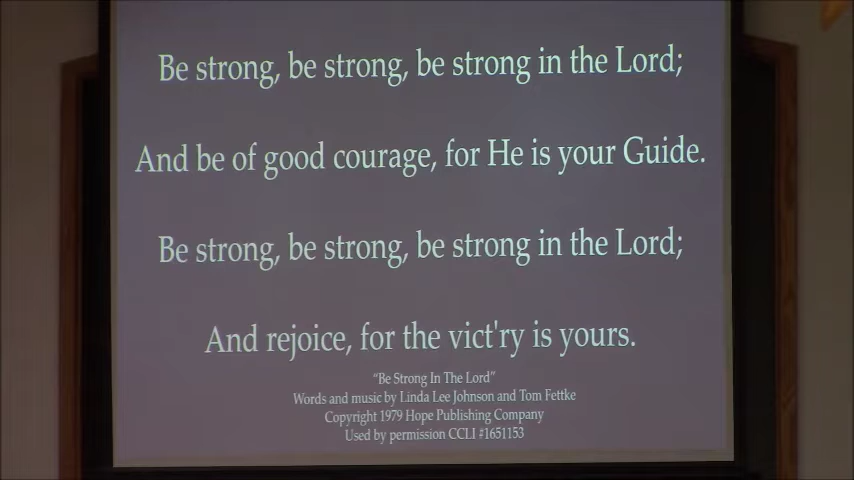 Be strong, be strong, be strong in the Lord;
And be of good courage, for He is your Guide.
Be strong, be strong, be strong in the Lord;
And rejoice, for the vict'ry is yours.
“Be Strong In The Lord”
Words and music by Linda Lee Johnson and Tom Fettke
Copyright 1979 Hope Publishing Company
Used by permission CCLI #1651153